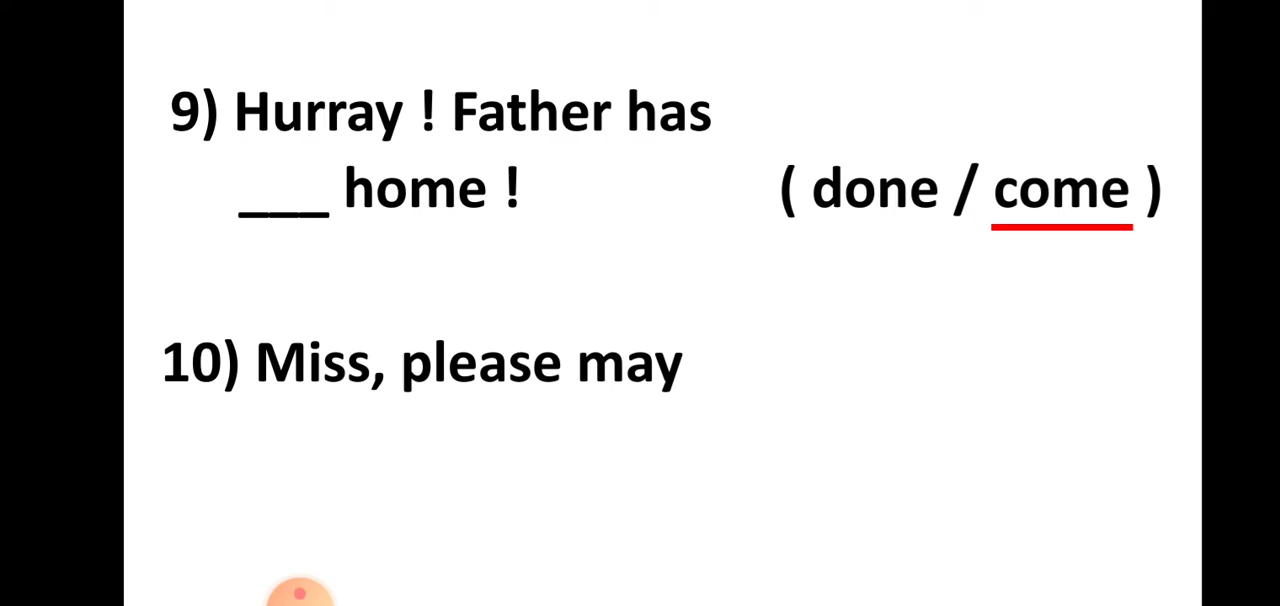 9) Hurray ! Father has
___ home ! ( done / come )
10) Miss, please may